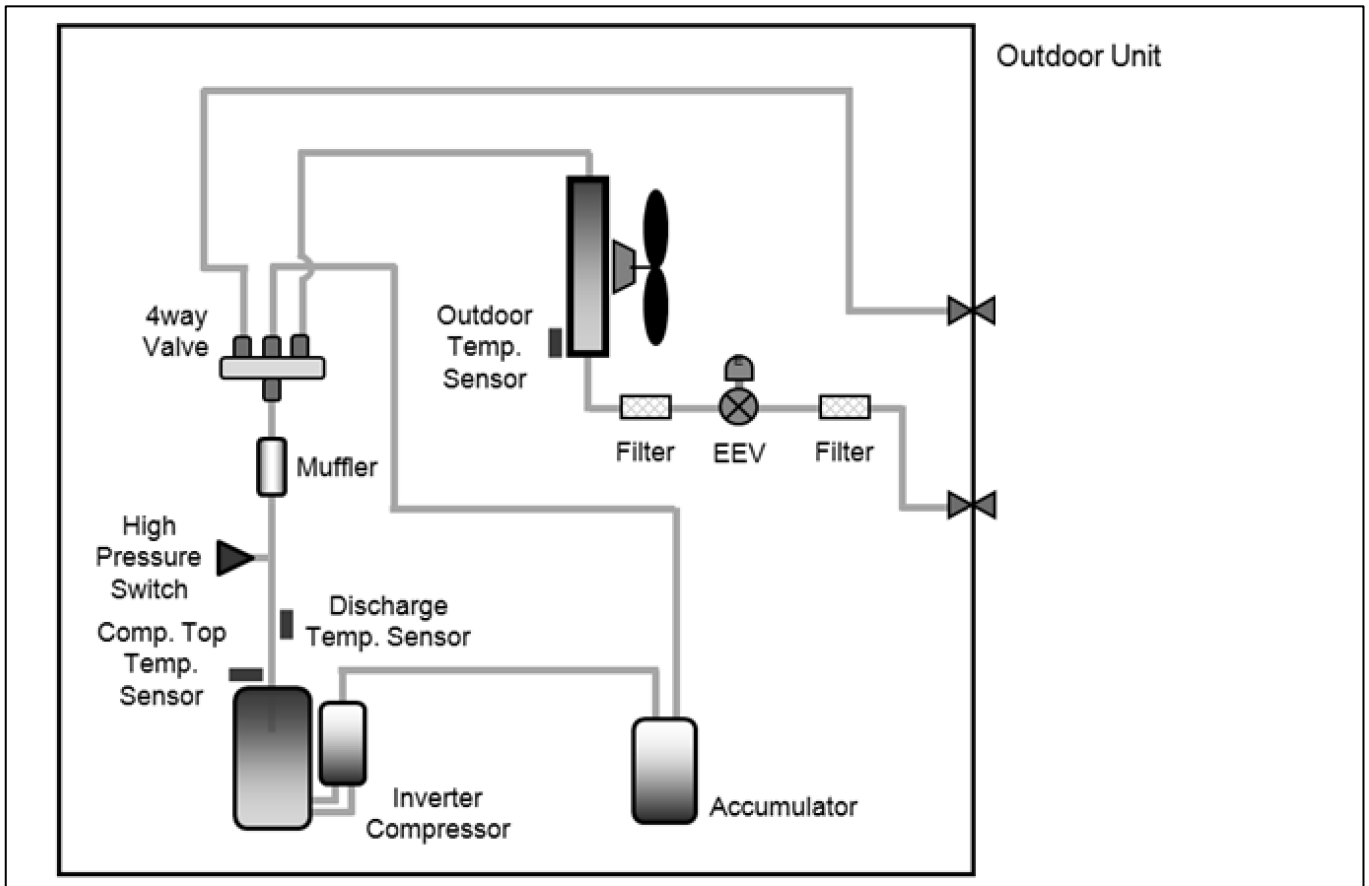 Outdoor Unit
4way
Valve
Outdoor
Temp.
Sensor
E
Filter
EEV
Filter
Muffler
High
Pressure
Switch
Discharge
Temp. Sensor
Comp. Top
Temp.
Sensor
Inverter
Compressor
Accumulator